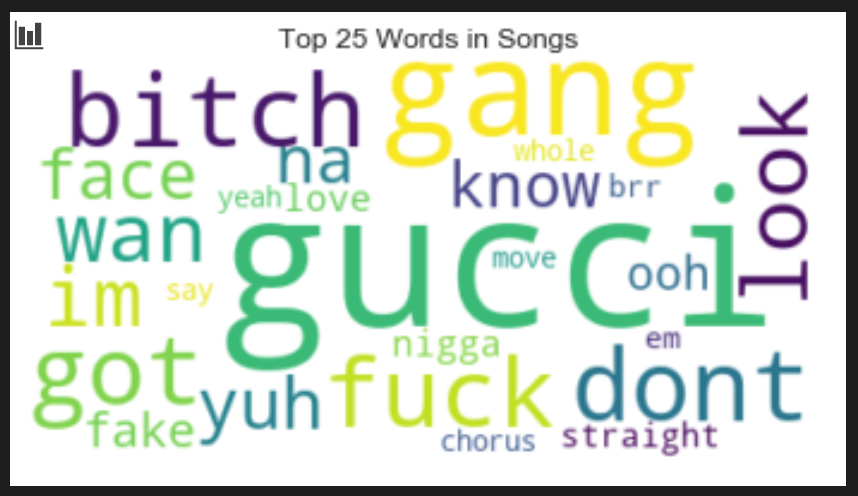 Top 25 Words in Songs
bitch
gang
look
face
na
whole
know
brr
yeah
love
wan
gucci
move
ooh
im
say
nigga
em
got
yuh
fuck
dont
fake
chorus
straight